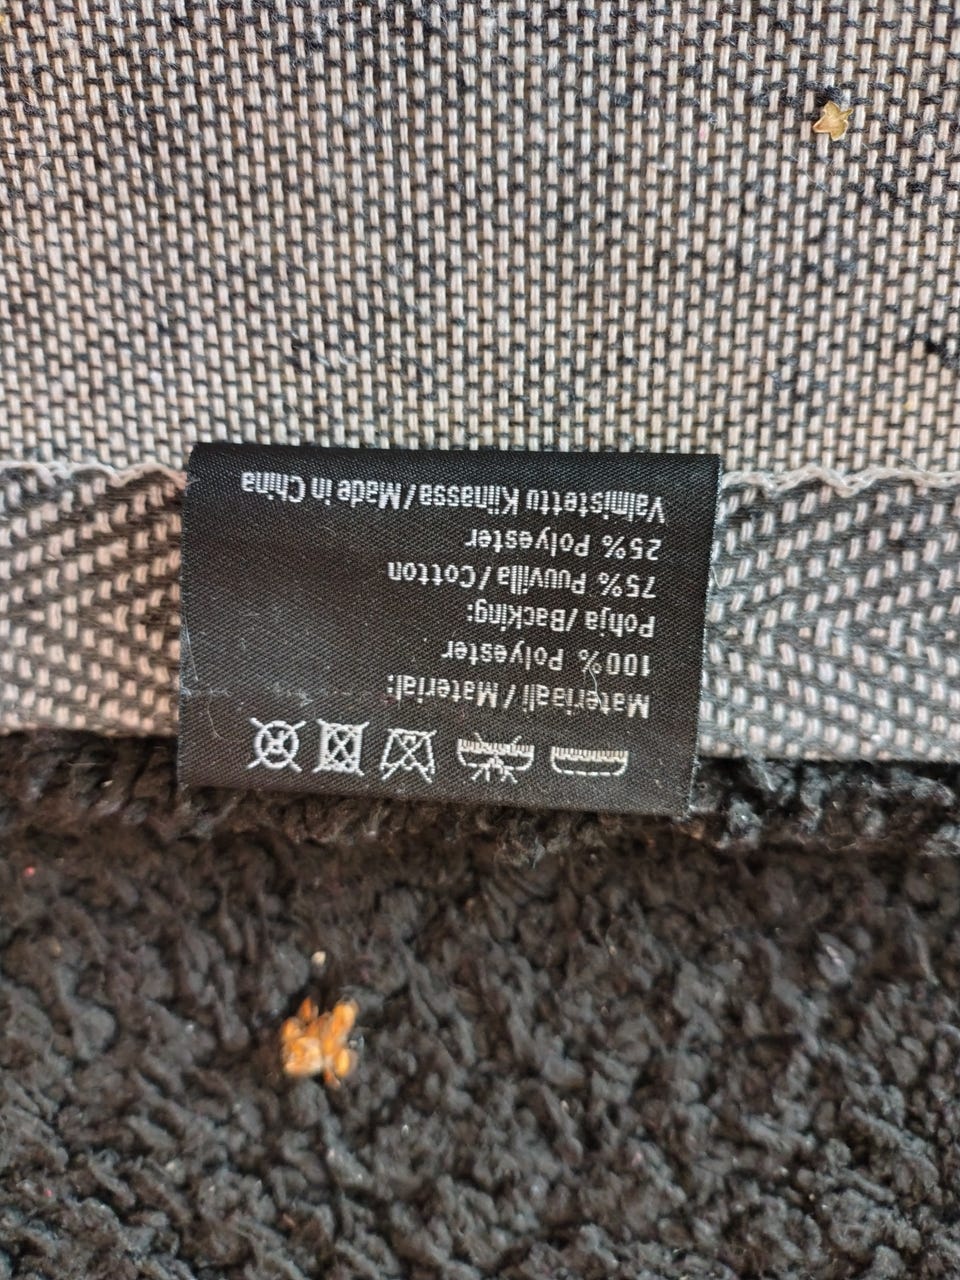 Materiaali/Material:
100% Polyester
Pohja/Backing:
75% Puuvilla/Cotton
25% Polyester
Valmistettu Kiinassa/Made in China